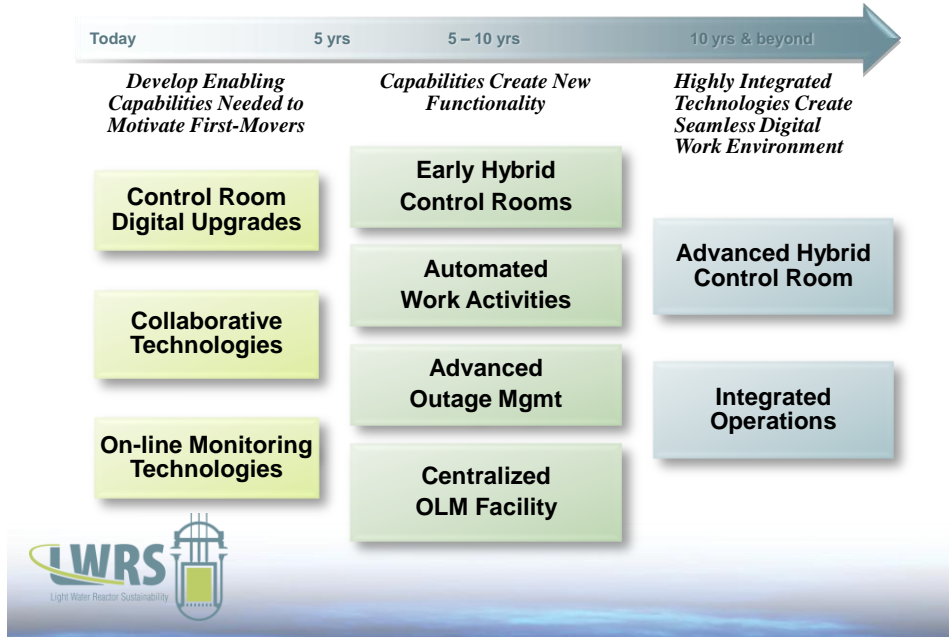 Today 5 yrs 5 – 10 yrs 10 yrs & beyond
Develop Enabling
Capabilities Needed to
Motivate First-Movers
Capabilities Create New
Functionality
Highly Integrated
Technologies Create
Seamless Digital
Work Environment
Control Room
Digital Upgrades
Collaborative
Technologies
On-line Monitoring
Technologies
Early Hybrid
Control Rooms
Automated
Work Activities
Advanced
Outage Mgmt
Centralized
OLM Facility
Advanced Hybrid
Control Room
Integrated
Operations
LWRS
Light Water Reactor Sustainability